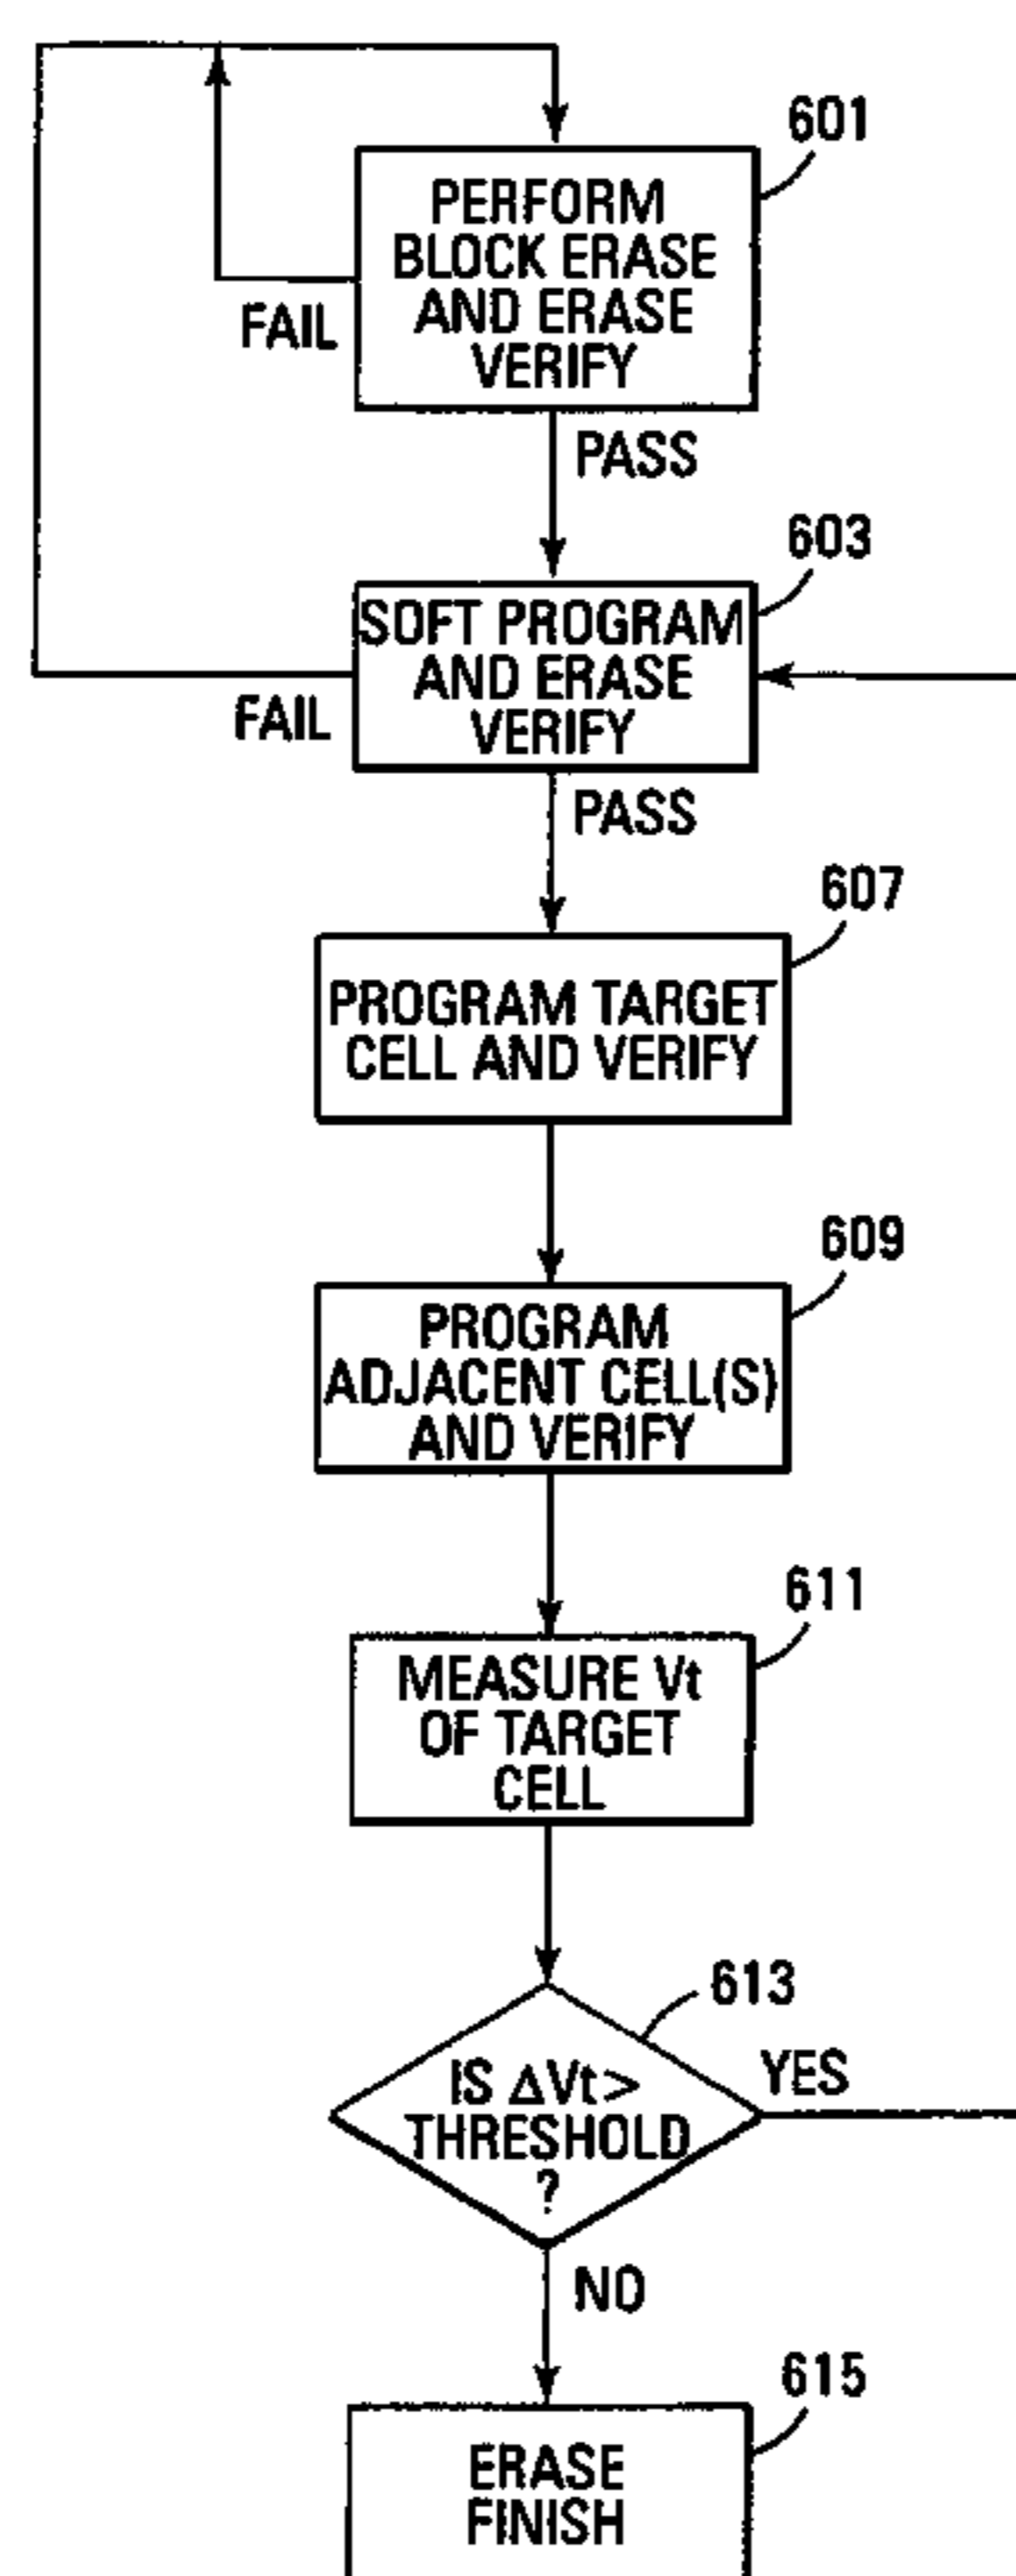 601
PERFORM
BLOCK ERASE
AND ERASE
VERIFY
FAIL
PASS
603
SOFT PROGRAM
AND ERASE
VERIFY
FAIL
PASS
607
PROGRAM TARGET
CELL AND VERIFY
609
PROGRAM
ADJACENT CELL(S)
AND VERIFY
611
MEASURE Vt
OF TARGET
CELL
613
IS ΔVt>
THRESHOLD
?
YES
NO
615
ERASE
FINISH